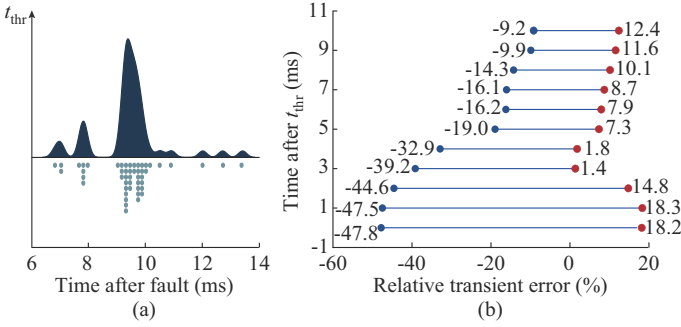 t_thr
6 8 10 12 14
Time after fault (ms)
(a)
11
9
7
5
3
1
-1
Time after t_thr (ms)
-9.2 12.4
-9.9 11.6
-14.3 10.1
-16.1 8.7
-16.2 7.9
-19.0 7.3
-32.9 1.8
-39.2 1.4
-44.6 14.8
-47.5 18.3
-47.8 18.2
-60 -40 -20 0 20
Relative transient error (%)
(b)